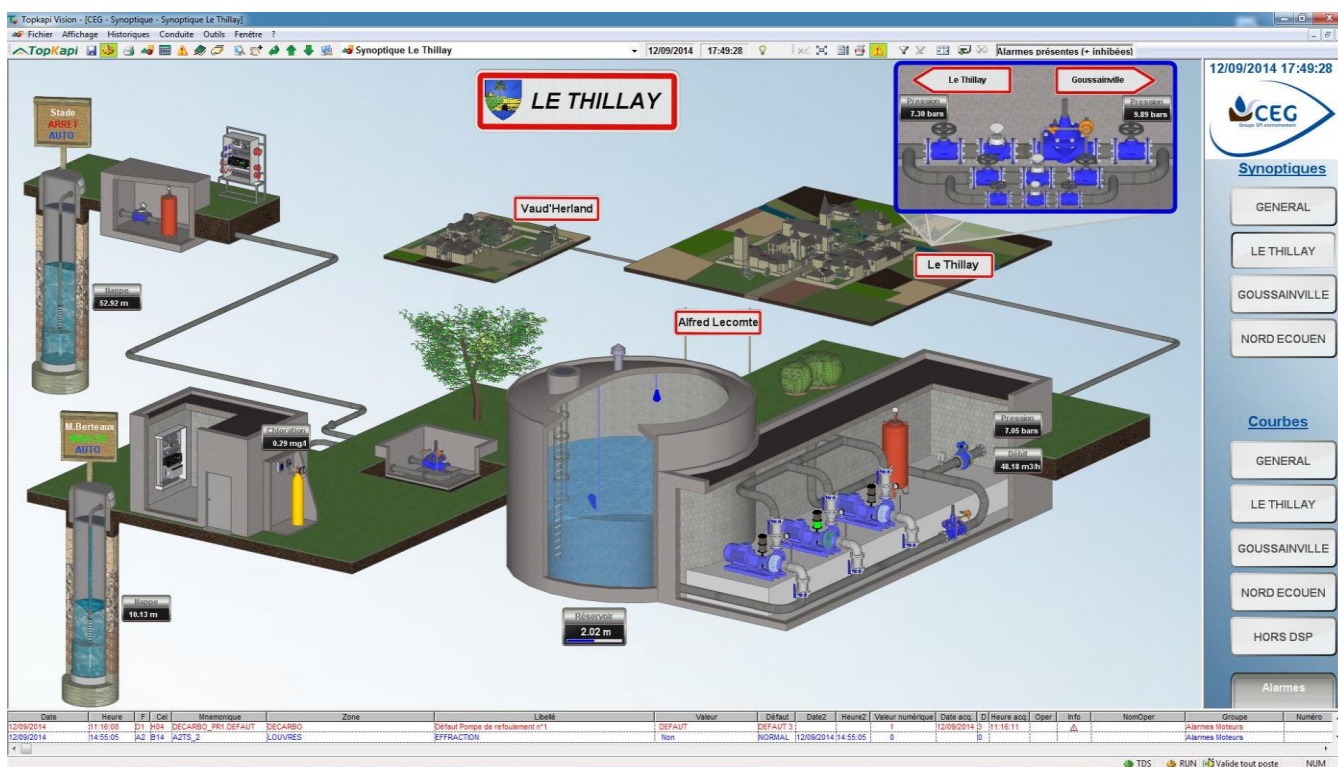 Topkapi Vision - [CEG - Synoptique - Synoptique Le Thillay]
Fichier Affichage Historiques Conduite Outils Fenêtre ?
TopKapi Synoptique Le Thillay 12/09/2014 17:49:28 Alarmes présentes (+ inhibées)
12/09/2014 17:49:28
CEG
Groupe SPI environnement
Synoptiques
GENERAL
LE THILLAY
GOUSSAINVILLE
NORD ECOUEN
Courbes
GENERAL
LE THILLAY
GOUSSAINVILLE
NORD ECOUEN
HORS DSP
Alarmes
LE THILLAY
Le Thillay
Goussainville
Pression
7.30 bars
Pression
9.89 bars
Stade
ARRET
AUTO
Nappe
52.92 m
Vaud'Herland
Le Thillay
Alfred Lecomte
M.Berteaux
AUTO
Chloration
0.29 mg/l
Pression
7.05 bars
Débit
48.18 m3/h
Nappe
10.13 m
Réservoir
2.02 m
Date Heure F Cel Mnemonique Zone Libellé Valeur Défaut Date2 Heure2 Valeur numérique Date acq. D Heure acq. Oper Info NomOper Groupe Numéro
12/09/2014 11:16:08 D1 H04 DECARBO_PR1.DEFAUT DECARBO Défaut Pompe de refoulement n°1 DEFAUT DEFAUT 3 1 12/09/2014 3 11:16:11 Alarmes Moteurs
12/09/2014 14:55:05 A2 B14 A2TS_2 LOUVRES EFFRACTION Non NORMAL 12/09/2014 14:55:05 0 0 Alarmes Moteurs
TDS RUN Valide tout poste NUM